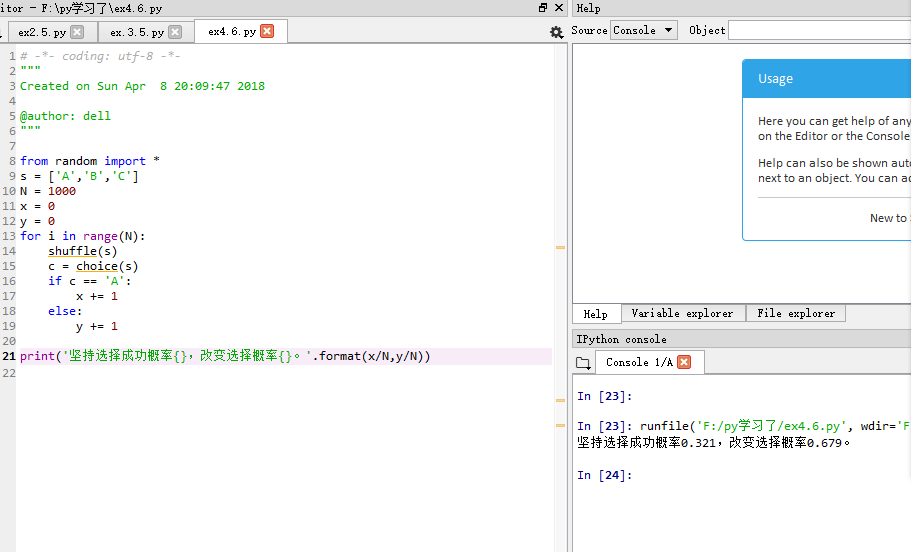 itor - F:\py学习了\ex4.6.py
ex2.5.py
ex.3.5.py
ex4.6.py
1 # -*- coding: utf-8 -*-
2 """
3 Created on Sun Apr  8 20:09:47 2018
4
5 @author: dell
6 """
7
8 from random import *
9 s = ['A','B','C']
10 N = 1000
11 x = 0
12 y = 0
13 for i in range(N):
14     shuffle(s)
15     c = choice(s)
16     if c == 'A':
17         x += 1
18     else:
19         y += 1
20
21 print('坚持选择成功概率{}，改变选择概率{}。'.format(x/N,y/N))
22
Help
Source Console Object
Usage
Here you can get help of any
on the Editor or the Console
Help can also be shown auto
next to an object. You can ac
New to
Help Variable explorer File explorer
IPython console
Console 1/A
In [23]:
In [23]: runfile('F:/py学习了/ex4.6.py', wdir='F
坚持选择成功概率0.321，改变选择概率0.679。
In [24]: